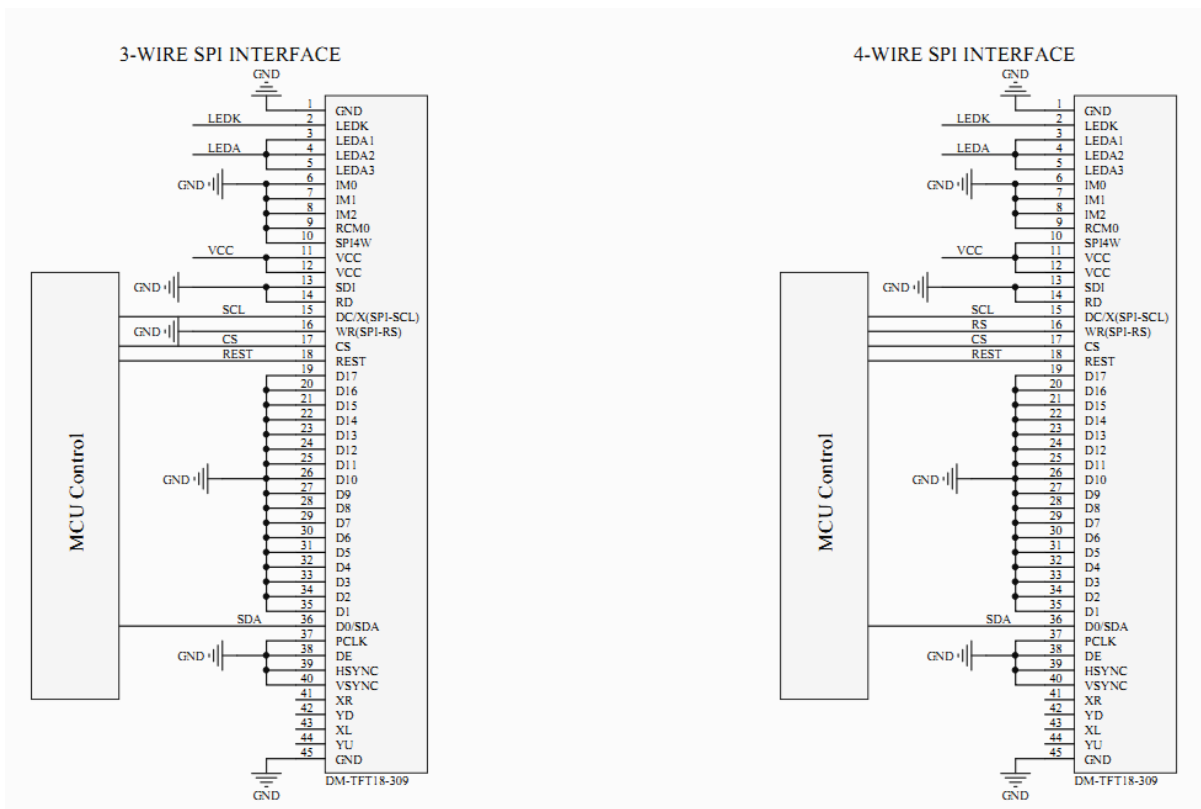 3-WIRE SPI INTERFACE
GND
1 GND
LEDK 2 LEDK
3 LEDA1
LEDA 4 LEDA2
5 LEDA3
GND 6 IM0
7 IM1
8 IM2
9 RCM0
10 SPI4W
VCC 11 VCC
12 VCC
GND 13 SDI
14 RD
SCL 15 DC/X(SPI-SCL)
GND 16 WR(SPI-RS)
CS 17 CS
REST 18 REST
19 D17
20 D16
21 D15
22 D14
23 D13
24 D12
25 D11
GND 26 D10
27 D9
28 D8
29 D7
30 D6
31 D5
32 D4
33 D3
34 D2
35 D1
SDA 36 D0/SDA
37 PCLK
GND 38 DE
39 HSYNC
40 VSYNC
41 XR
42 YD
43 XL
44 YU
45 GND
GND
DM-TFT18-309
MCU Control
4-WIRE SPI INTERFACE
GND
1 GND
LEDK 2 LEDK
3 LEDA1
LEDA 4 LEDA2
5 LEDA3
GND 6 IM0
7 IM1
8 IM2
9 RCM0
10 SPI4W
VCC 11 VCC
12 VCC
GND 13 SDI
14 RD
SCL 15 DC/X(SPI-SCL)
RS 16 WR(SPI-RS)
CS 17 CS
REST 18 REST
19 D17
20 D16
21 D15
22 D14
23 D13
24 D12
25 D11
GND 26 D10
27 D9
28 D8
29 D7
30 D6
31 D5
32 D4
33 D3
34 D2
35 D1
SDA 36 D0/SDA
37 PCLK
GND 38 DE
39 HSYNC
40 VSYNC
41 XR
42 YD
43 XL
44 YU
45 GND
GND
DM-TFT18-309
MCU Control